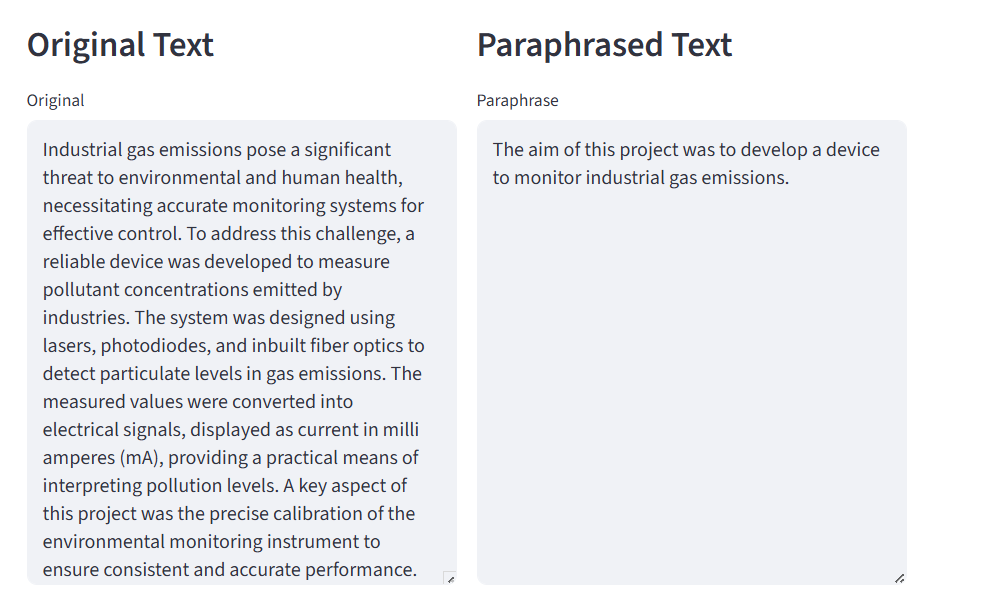 Original Text
Paraphrased Text
Original
Paraphrase
Industrial gas emissions pose a significant
threat to environmental and human health,
necessitating accurate monitoring systems for
effective control. To address this challenge, a
reliable device was developed to measure
pollutant concentrations emitted by
industries. The system was designed using
lasers, photodiodes, and inbuilt fiber optics to
detect particulate levels in gas emissions. The
measured values were converted into
electrical signals, displayed as current in milli
amperes (mA), providing a practical means of
interpreting pollution levels. A key aspect of
this project was the precise calibration of the
environmental monitoring instrument to
ensure consistent and accurate performance.
The aim of this project was to develop a device
to monitor industrial gas emissions.